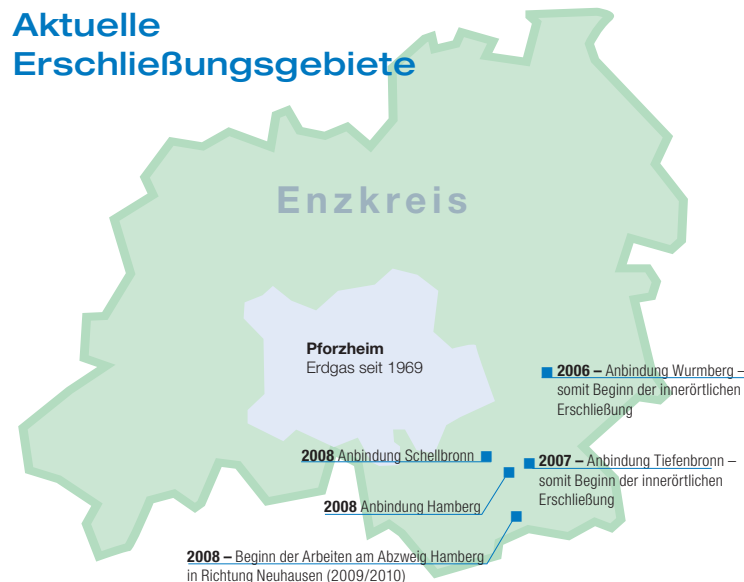 Aktuelle
Erschließungsgebiete
Enzkreis
Pforzheim
Erdgas seit 1969
2006 – Anbindung Wurmberg –
somit Beginn der innerörtlichen
Erschließung
2008 Anbindung Schellbronn
2007 – Anbindung Tiefenbronn –
somit Beginn der innerörtlichen
Erschließung
2008 Anbindung Hamberg
2008 – Beginn der Arbeiten am Abzweig Hamberg
in Richtung Neuhausen (2009/2010)